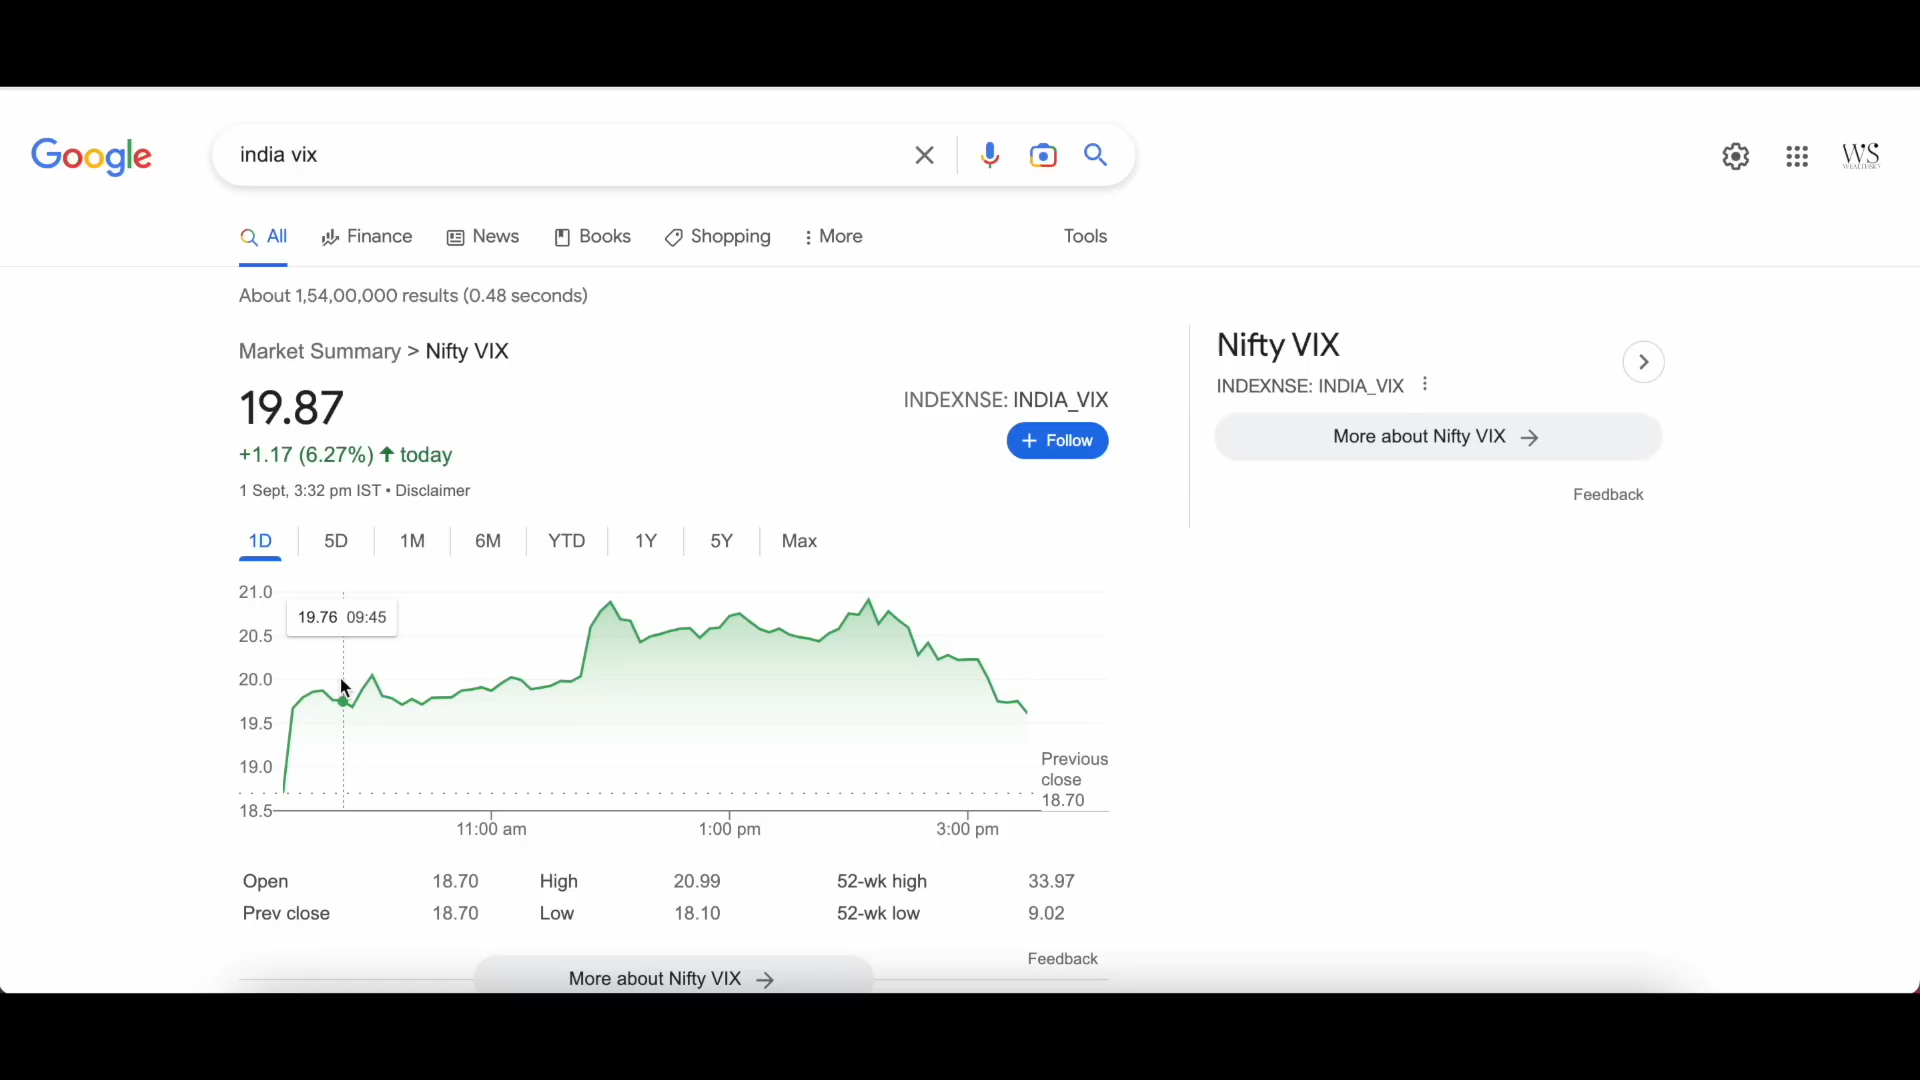 Google
india vix
WS
WEALTHSKY
All
Finance
News
Books
Shopping
More
Tools
About 1,54,00,000 results (0.48 seconds)
Market Summary > Nifty VIX
19.87
INDEXNSE: INDIA_VIX
+ Follow
+1.17 (6.27%) ↑ today
1 Sept, 3:32 pm IST • Disclaimer
1D 5D 1M 6M YTD 1Y 5Y Max
21.0
19.76 09:45
20.5
20.0
19.5
19.0
18.5
Previous
close
18.70
11:00 am 1:00 pm 3:00 pm
Open 18.70 High 20.99 52-wk high 33.97
Prev close 18.70 Low 18.10 52-wk low 9.02
Feedback
More about Nifty VIX →
Nifty VIX
INDEXNSE: INDIA_VIX
More about Nifty VIX →
Feedback